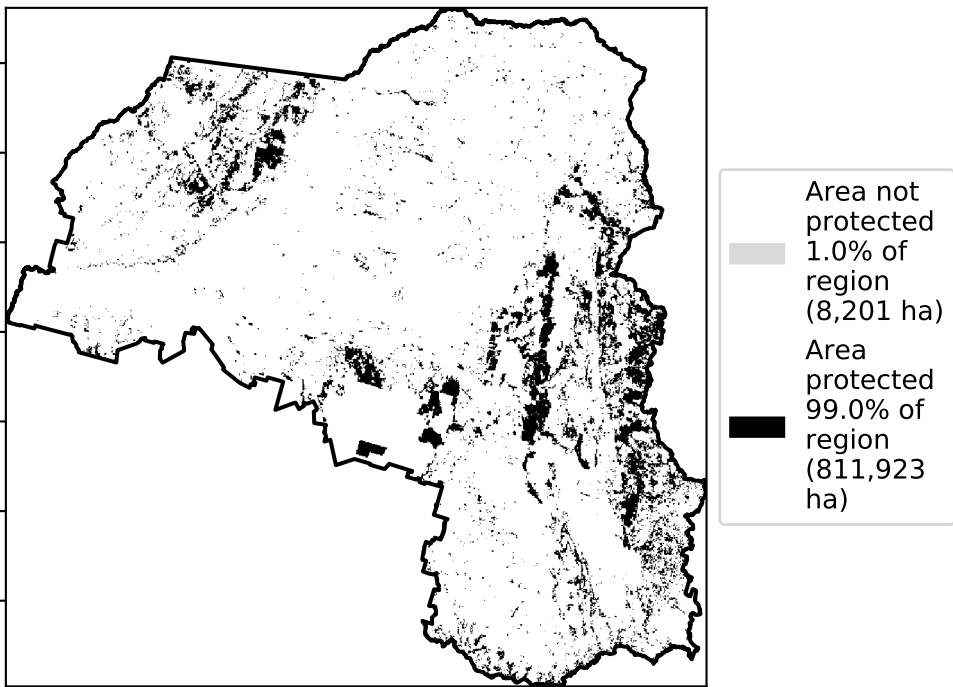 Area not
protected
1.0% of
region
(8,201 ha)
Area
protected
99.0% of
region
(811,923
ha)